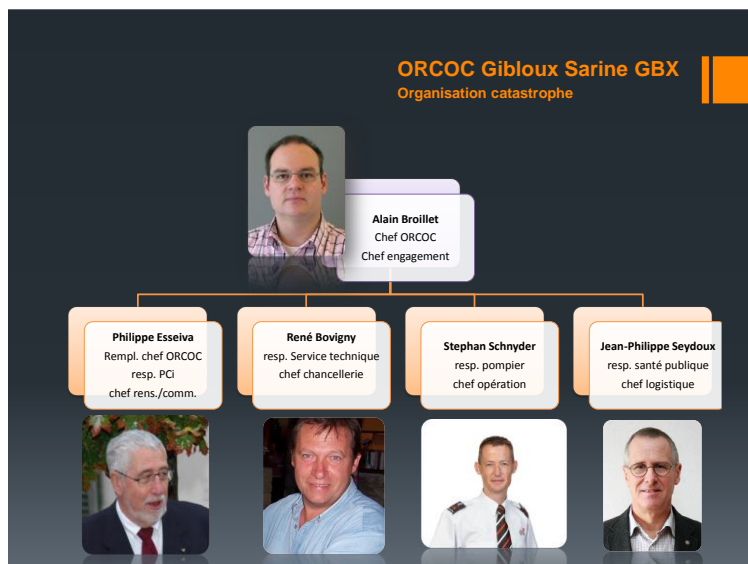 ORCOC Gibloux Sarine GBX
Organisation catastrophe
Alain Broillet
Chef ORCOC
Chef engagement
Philippe Esseiva
Rempl. chef ORCOC
resp. PCi
chef rens./comm.
René Bovigny
resp. Service technique
chef chancellerie
Stephan Schnyder
resp. pompier
chef opération
Jean-Philippe Seydoux
resp. santé publique
chef logistique